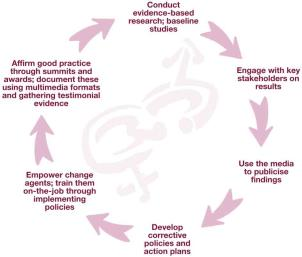 Conduct
evidence-based
research; baseline
studies
Engage with key
stakeholders on
results
Use the media
to publicise
findings
Develop
corrective
policies and
action plans
Empower change
agents; train them
on-the-job through
implementing
policies
Affirm good practice
through summits and
awards; document these
using multimedia formats
and gathering testimonial
evidence